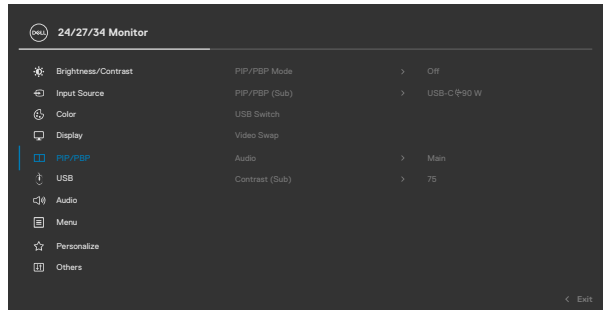 DELL 24/27/34 Monitor
Brightness/Contrast PIP/PBP Mode > Off
Input Source PIP/PBP (Sub) > USB-C 90 W
Color USB Switch
Display Video Swap
PIP/PBP Audio > Main
USB Contrast (Sub) > 75
Audio
Menu
Personalize
Others
< Exit